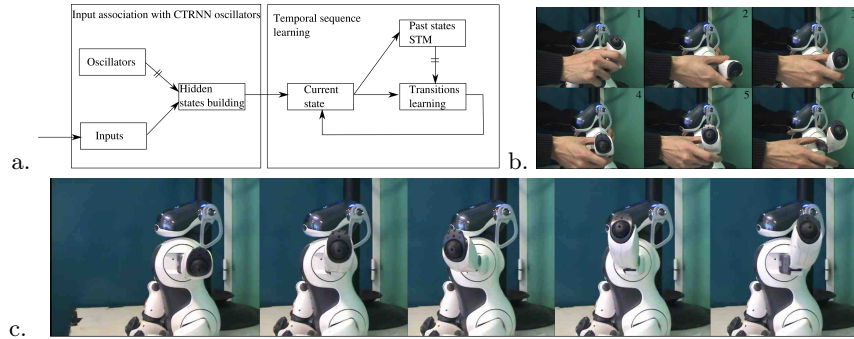 Input association with CTRNN oscillators
Temporal sequence
learning
Oscillators
Hidden
states building
Inputs
Current
state
Past states
STM
Transitions
learning
a.
1
2
3
4
5
6
b.
c.